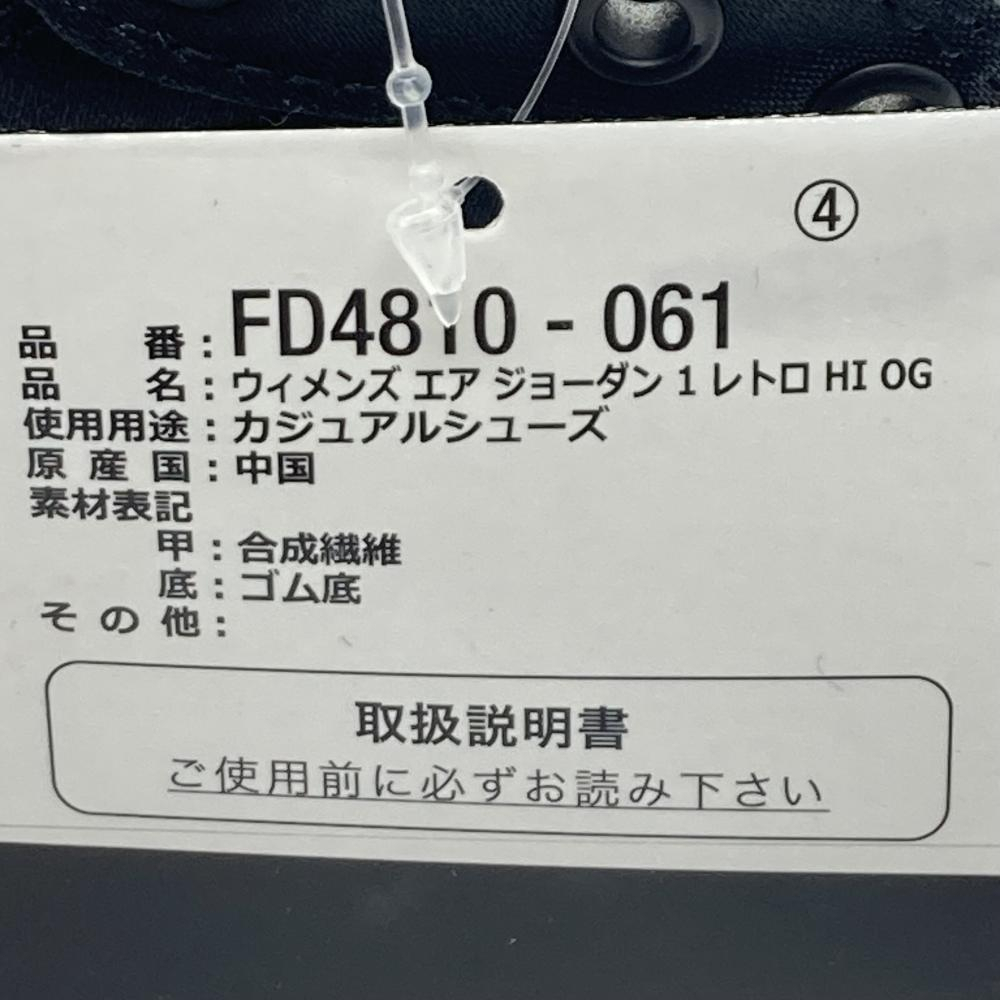 ④
品番：FD4810 - 061
品名：ウィメンズ エア ジョーダン 1 レトロ HI OG
使用用途：カジュアルシューズ
原産国：中国
素材表記
甲：合成繊維
底：ゴム底
その他：
取扱説明書
ご使用前に必ずお読み下さい